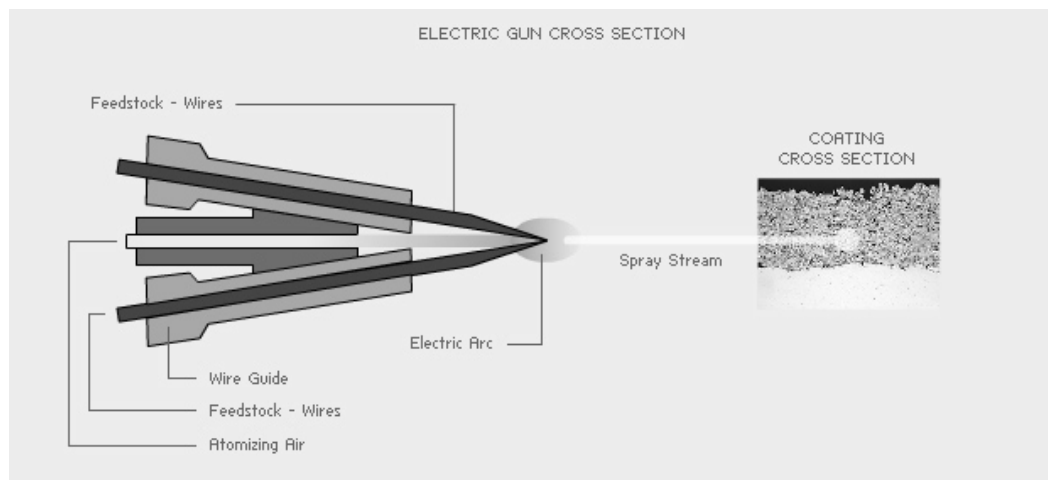 ELECTRIC GUN CROSS SECTION
Feedstock - Wires
COATING
CROSS SECTION
Spray Stream
Electric Arc
Wire Guide
Feedstock - Wires
Atomizing Air